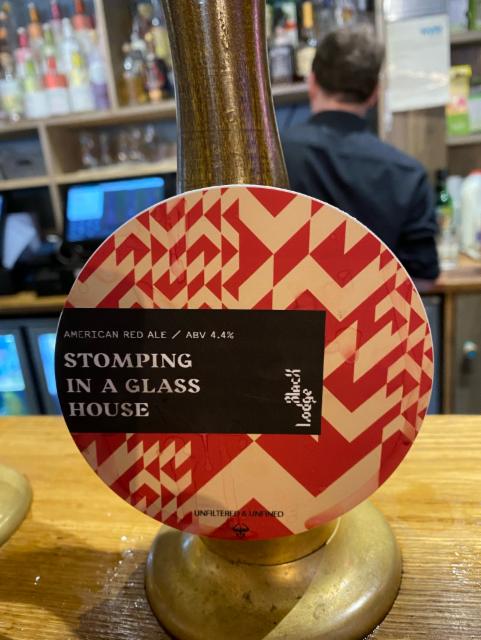 AMERICAN RED ALE / ABV 4.4%
STOMPING
IN A GLASS
HOUSE
Black
Lodge
UNFILTERED & UNFINED